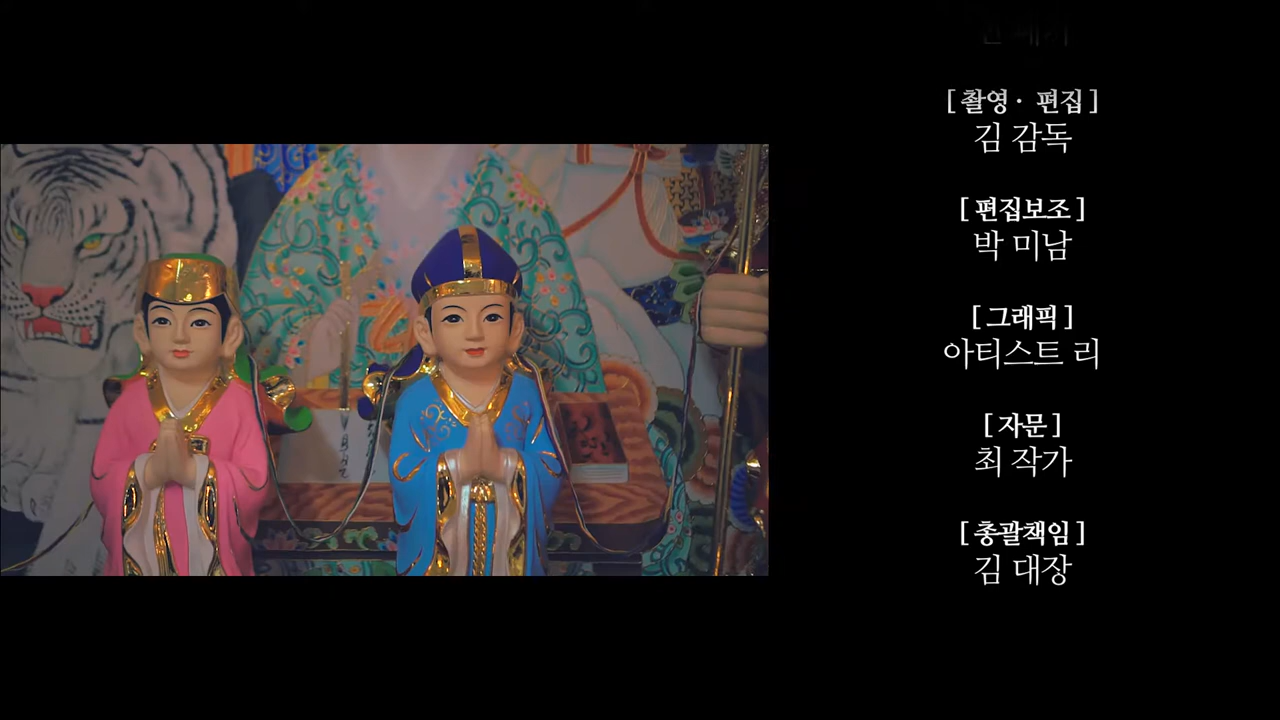 [ 촬영 · 편집 ]
김 감독
[ 편집보조 ]
박 미남
[ 그래픽 ]
아티스트 리
[ 자문 ]
최 작가
[ 총괄책임 ]
김 대장